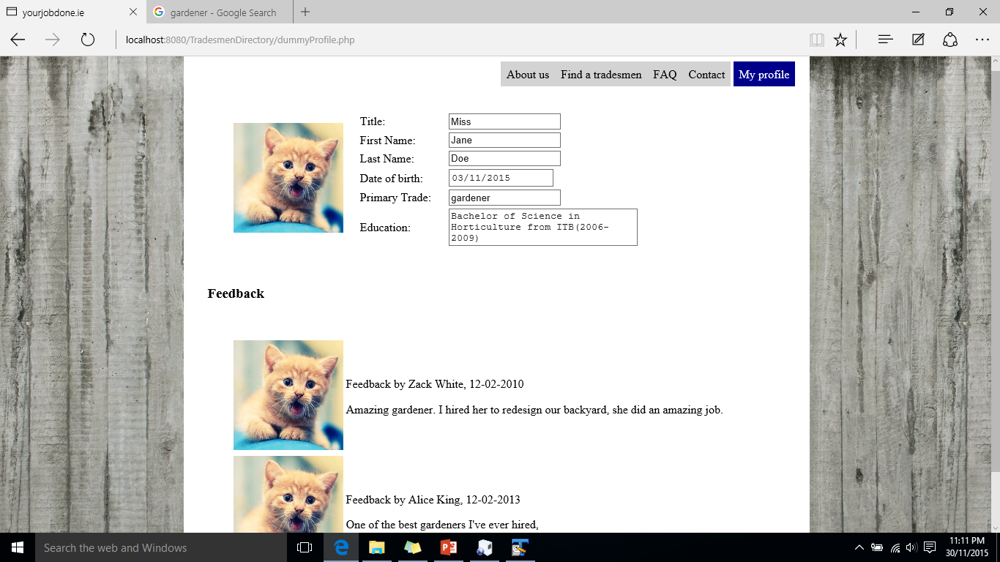 yourjobdone.ie
gardener - Google Search
localhost:8080/TradesmenDirectory/dummyProfile.php
About us Find a tradesmen FAQ Contact My profile
Title: Miss
First Name: Jane
Last Name: Doe
Date of birth: 03/11/2015
Primary Trade: gardener
Education:
Bachelor of Science in
Horticulture from ITB(2006-
2009)
Feedback
Feedback by Zack White, 12-02-2010
Amazing gardener. I hired her to redesign our backyard, she did an amazing job.
Feedback by Alice King, 12-02-2013
One of the best gardeners I've ever hired,
Search the web and Windows
11:11 PM
30/11/2015